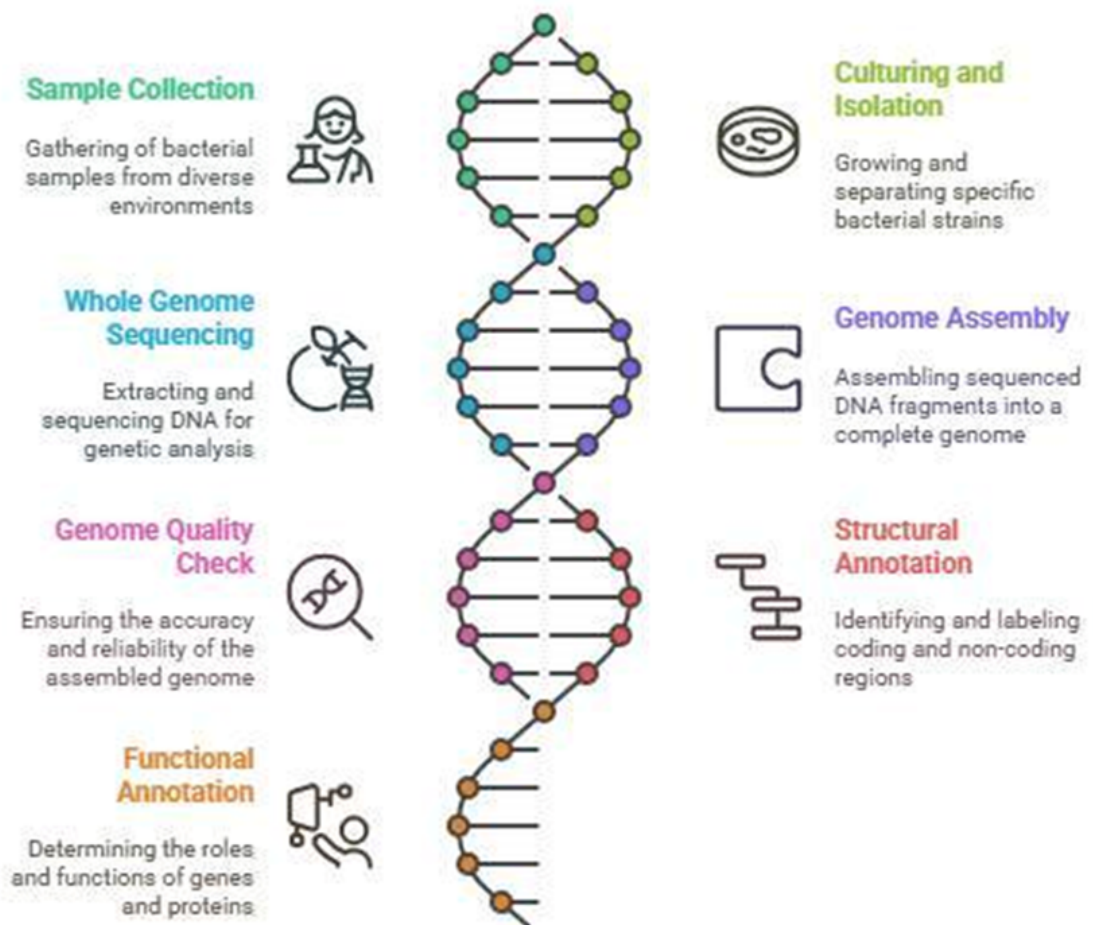 Sample Collection
Gathering of bacterial
samples from diverse
environments
Culturing and
Isolation
Growing and
separating specific
bacterial strains
Whole Genome
Sequencing
Extracting and
sequencing DNA for
genetic analysis
Genome Assembly
Assembling sequenced
DNA fragments into a
complete genome
Genome Quality
Check
Ensuring the accuracy
and reliability of the
assembled genome
Structural
Annotation
Identifying and labeling
coding and non-coding
regions
Functional
Annotation
Determining the roles
and functions of genes
and proteins